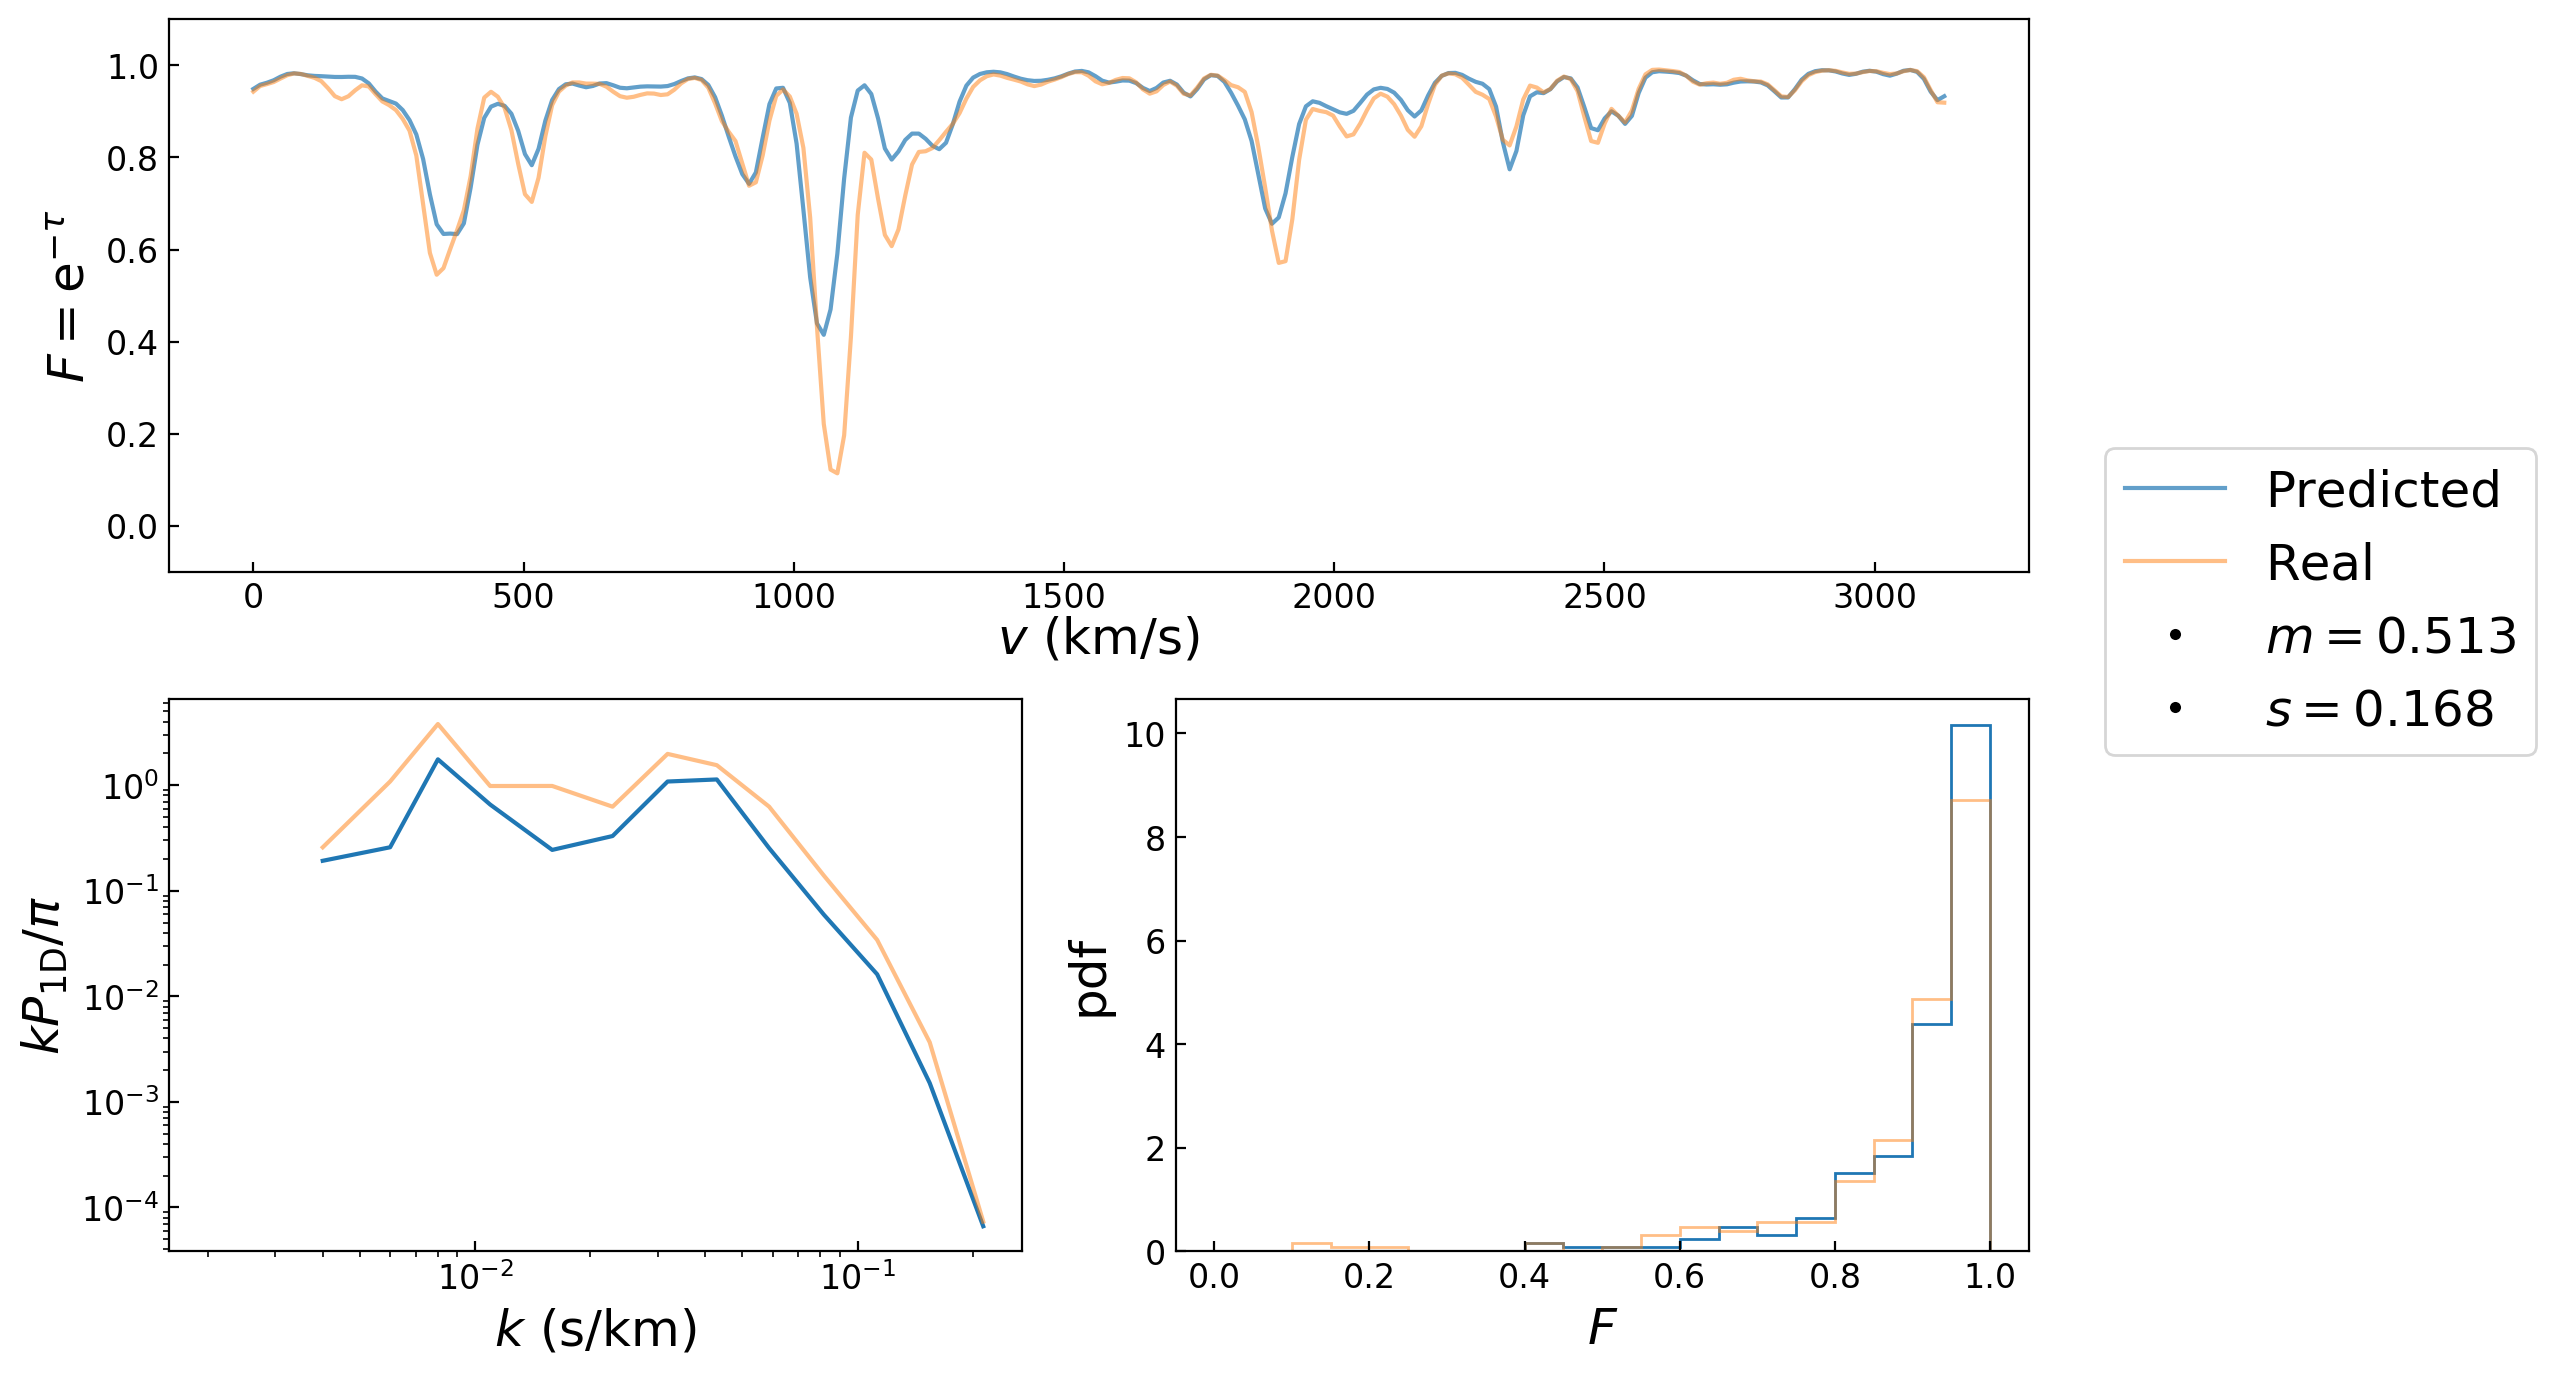 1.0
0.8
0.6
0.4
0.2
0.0
F = e^{-τ}
0 500 1000 1500 2000 2500 3000
v (km/s)
Predicted
Real
m = 0.513
s = 0.168
10^0
10^{-1}
10^{-2}
10^{-3}
10^{-4}
kP_{1D}/π
10^{-2} 10^{-1}
k (s/km)
10
8
6
4
2
0
pdf
0.0 0.2 0.4 0.6 0.8 1.0
F